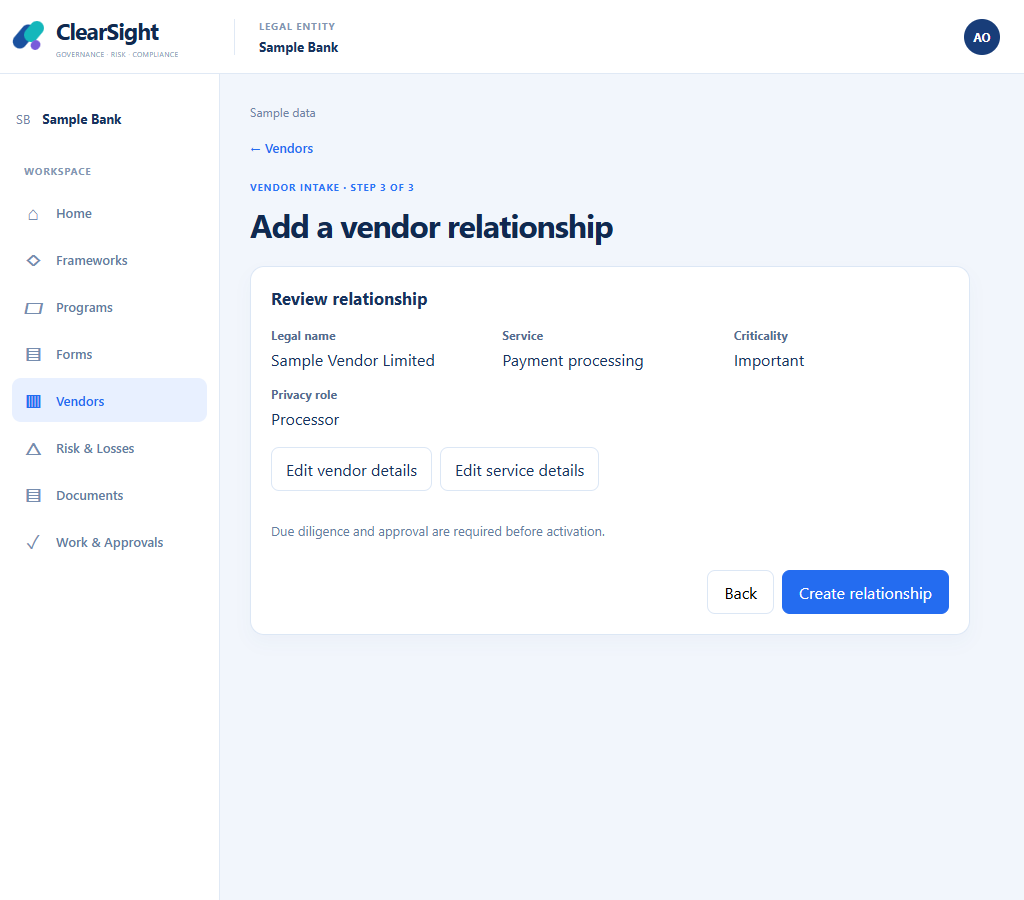 ClearSight
GOVERNANCE · RISK · COMPLIANCE
LEGAL ENTITY
Sample Bank
AO
SB Sample Bank
WORKSPACE
Home
Frameworks
Programs
Forms
Vendors
Risk & Losses
Documents
Work & Approvals
Sample data
← Vendors
VENDOR INTAKE · STEP 3 OF 3
Add a vendor relationship
Review relationship
Legal name
Sample Vendor Limited
Service
Payment processing
Criticality
Important
Privacy role
Processor
Edit vendor details
Edit service details
Due diligence and approval are required before activation.
Back
Create relationship